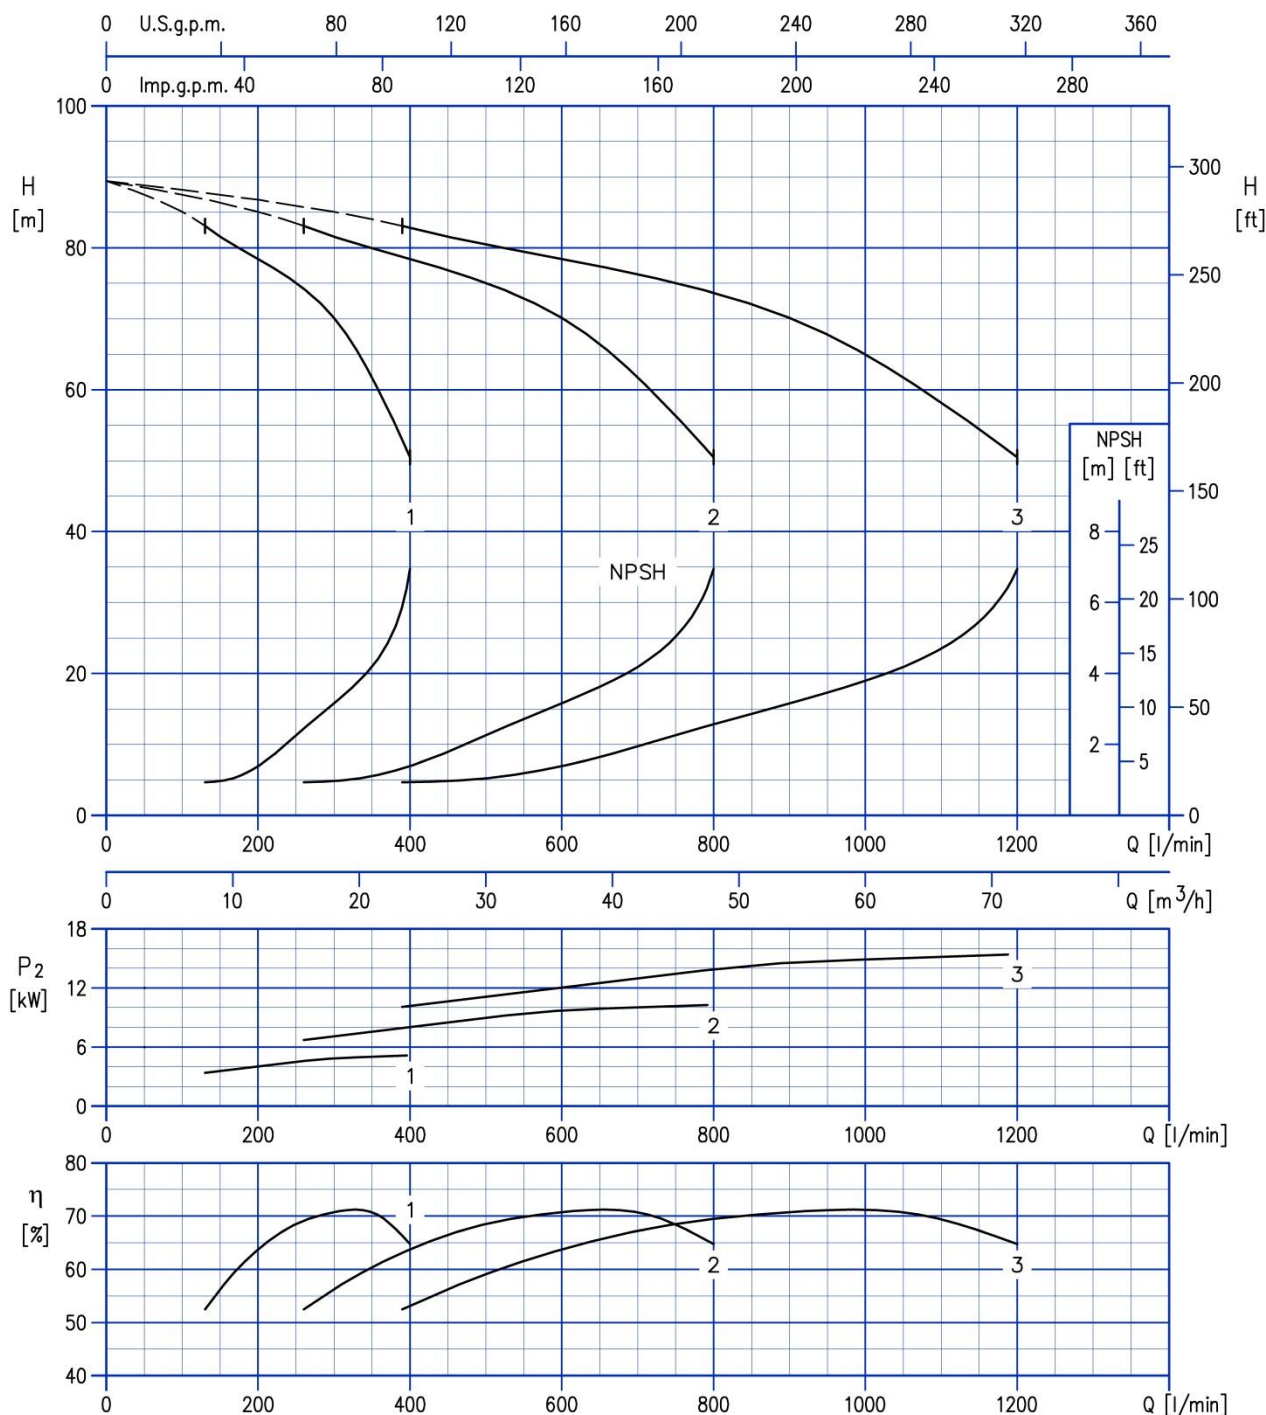 0 U.S.g.p.m. 80 120 160 200 240 280 320 360
0 Imp.g.p.m. 40 80 120 160 200 240 280
100
H
[m]
80
60
40
20
0
300
H
[ft]
250
200
150
100
50
0
NPSH
[m] [ft]
8
25
6
20
15
4
10
2
5
1 2 3
NPSH
0 200 400 600 800 1000 1200 Q [l/min]
0 10 20 30 40 50 60 70 Q [m³/h]
18
P2
[kW]
12
6
0
3
2
1
0 200 400 600 800 1000 1200 Q [l/min]
80
η
[%]
70
60
50
40
1
2
3
0 200 400 600 800 1000 1200 Q [l/min]